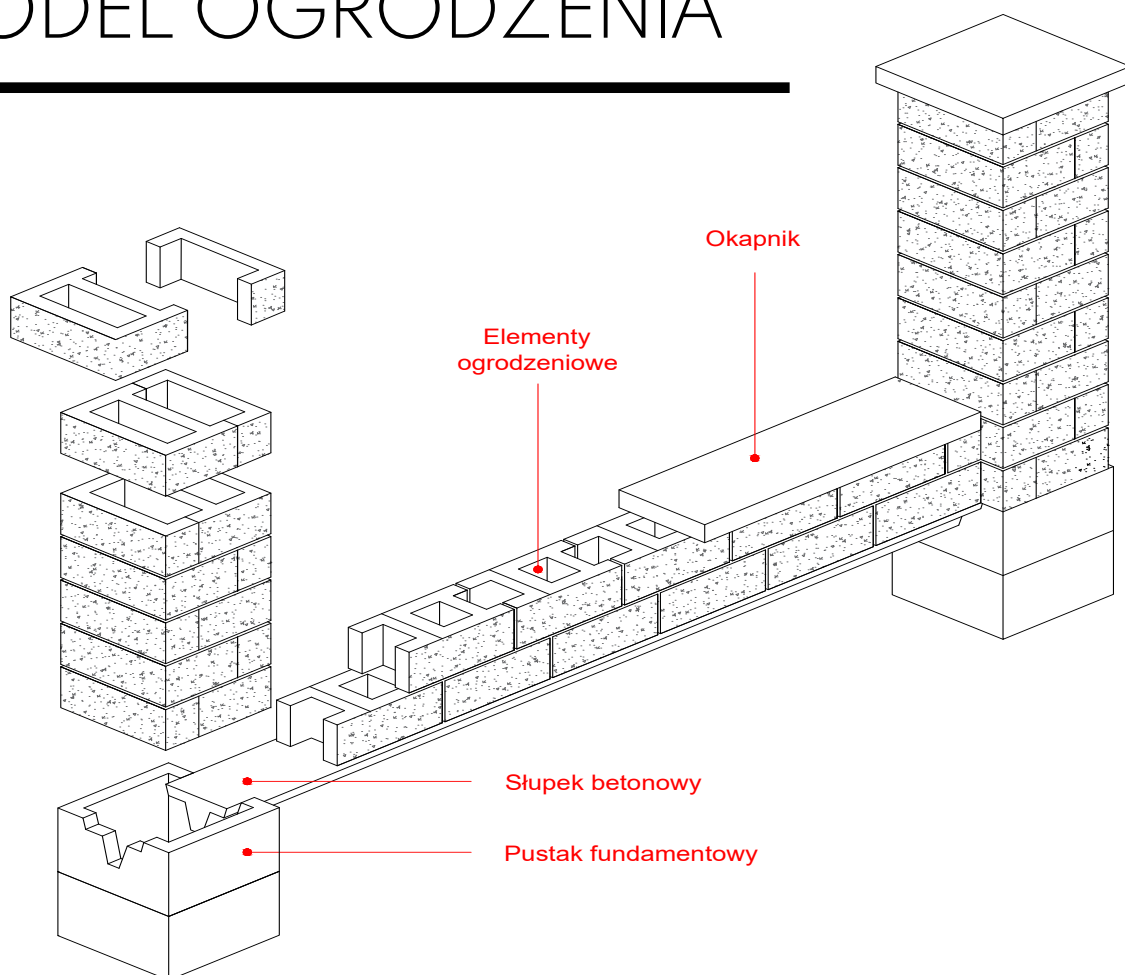 ODEL OGRODZENIA
Okapnik
Elementy
ogrodzeniowe
Słupek betonowy
Pustak fundamentowy